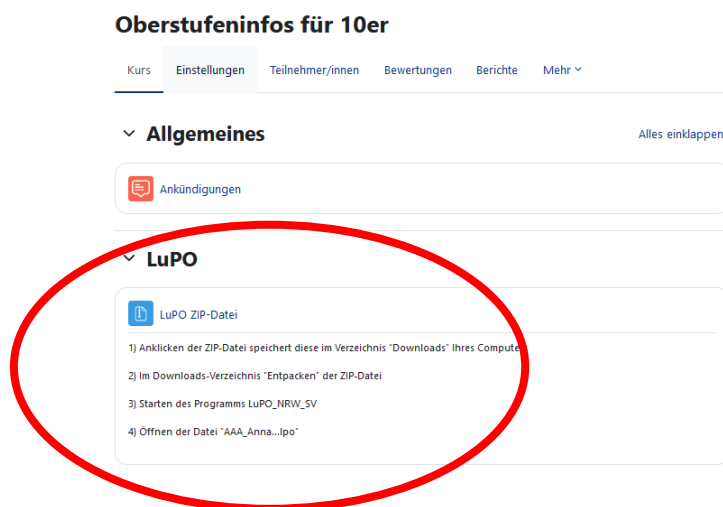 Oberstufeninfos für 10er
Kurs Einstellungen Teilnehmer/innen Bewertungen Berichte Mehr
Allgemeines Alles einklappen
Ankündigungen
LuPO
LuPO ZIP-Datei
1) Anklicken der ZIP-Datei speichert diese im Verzeichnis "Downloads" Ihres Compute
2) Im Downloads-Verzeichnis "Entpacken" der ZIP-Datei
3) Starten des Programms LuPO_NRW_SV
4) Öffnen der Datei "AAA_Anna...lpo"